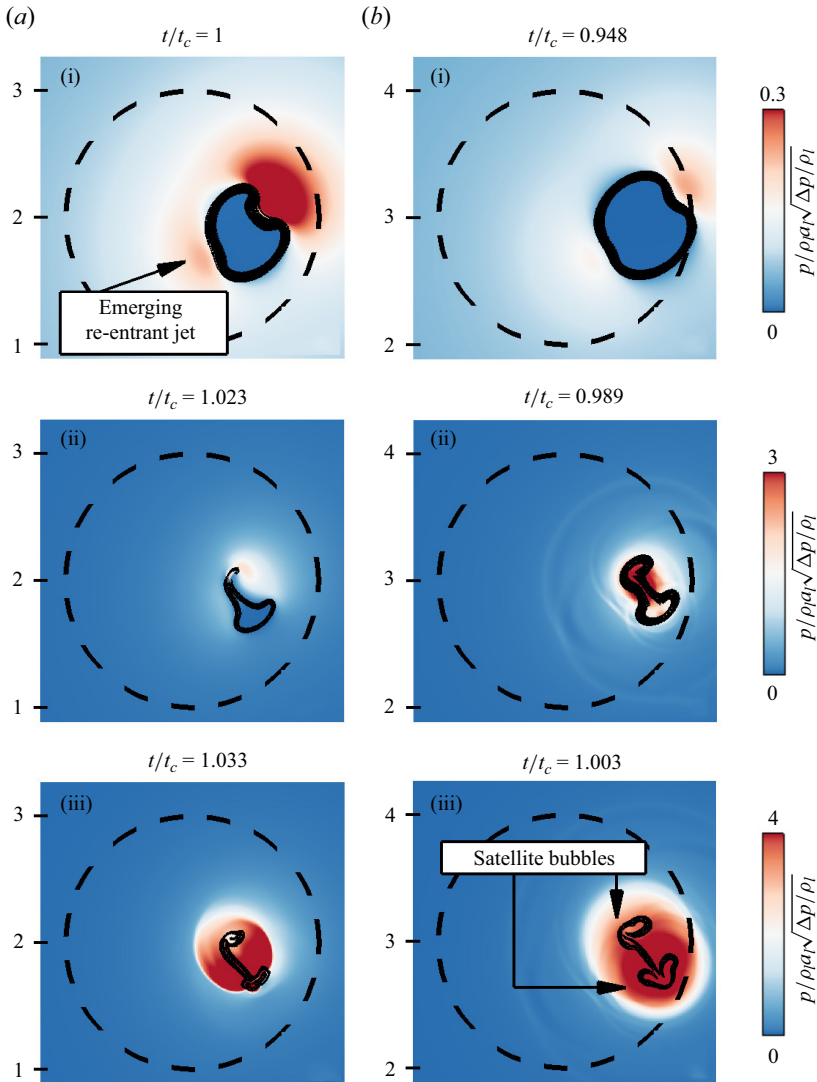 (a)
(b)
t/t_c = 1
t/t_c = 0.948
(i)
(i)
3
2
1
4
3
2
Emerging
re-entrant jet
0.3
p/ρ_l a_l √Δp/ρ_l
0
t/t_c = 1.023
t/t_c = 0.989
(ii)
(ii)
3
2
1
4
3
2
3
p/ρ_l a_l √Δp/ρ_l
0
t/t_c = 1.033
t/t_c = 1.003
(iii)
(iii)
3
2
1
4
3
2
Satellite bubbles
4
p/ρ_l a_l √Δp/ρ_l
0